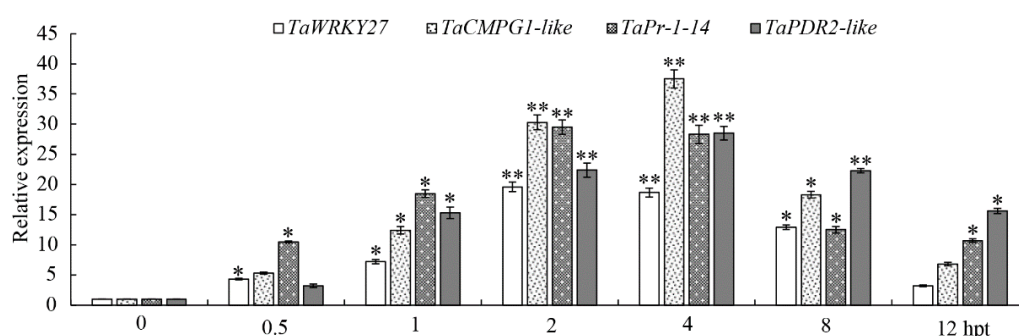 TaWRKY27 TaCMPG1-like TaPr-1-14 TaPDR2-like
Relative expression
45
40
35
30
25
20
15
10
5
0
* *
* * * *
** ** ** **
** ** ** **
* * * **
* *
0 0.5 1 2 4 8 12 hpt